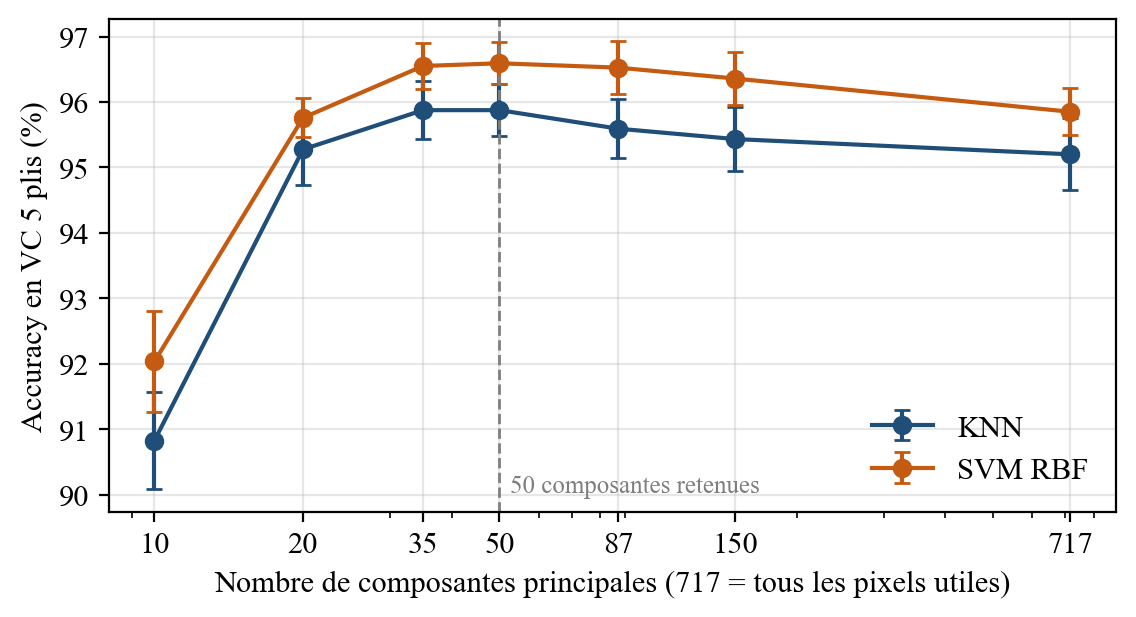 Accuracy en VC 5 plis (%)
97
96
95
94
93
92
91
90
KNN
SVM RBF
50 composantes retenues
10 20 35 50 87 150 717
Nombre de composantes principales (717 = tous les pixels utiles)